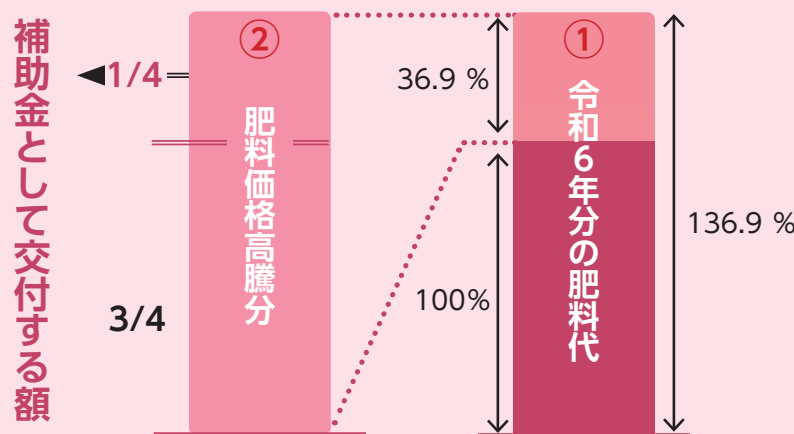 補助金として交付する額
1/4
3/4
②
肥料価格高騰分
36.9 %
100%
①
令和6年分の肥料代
136.9 %